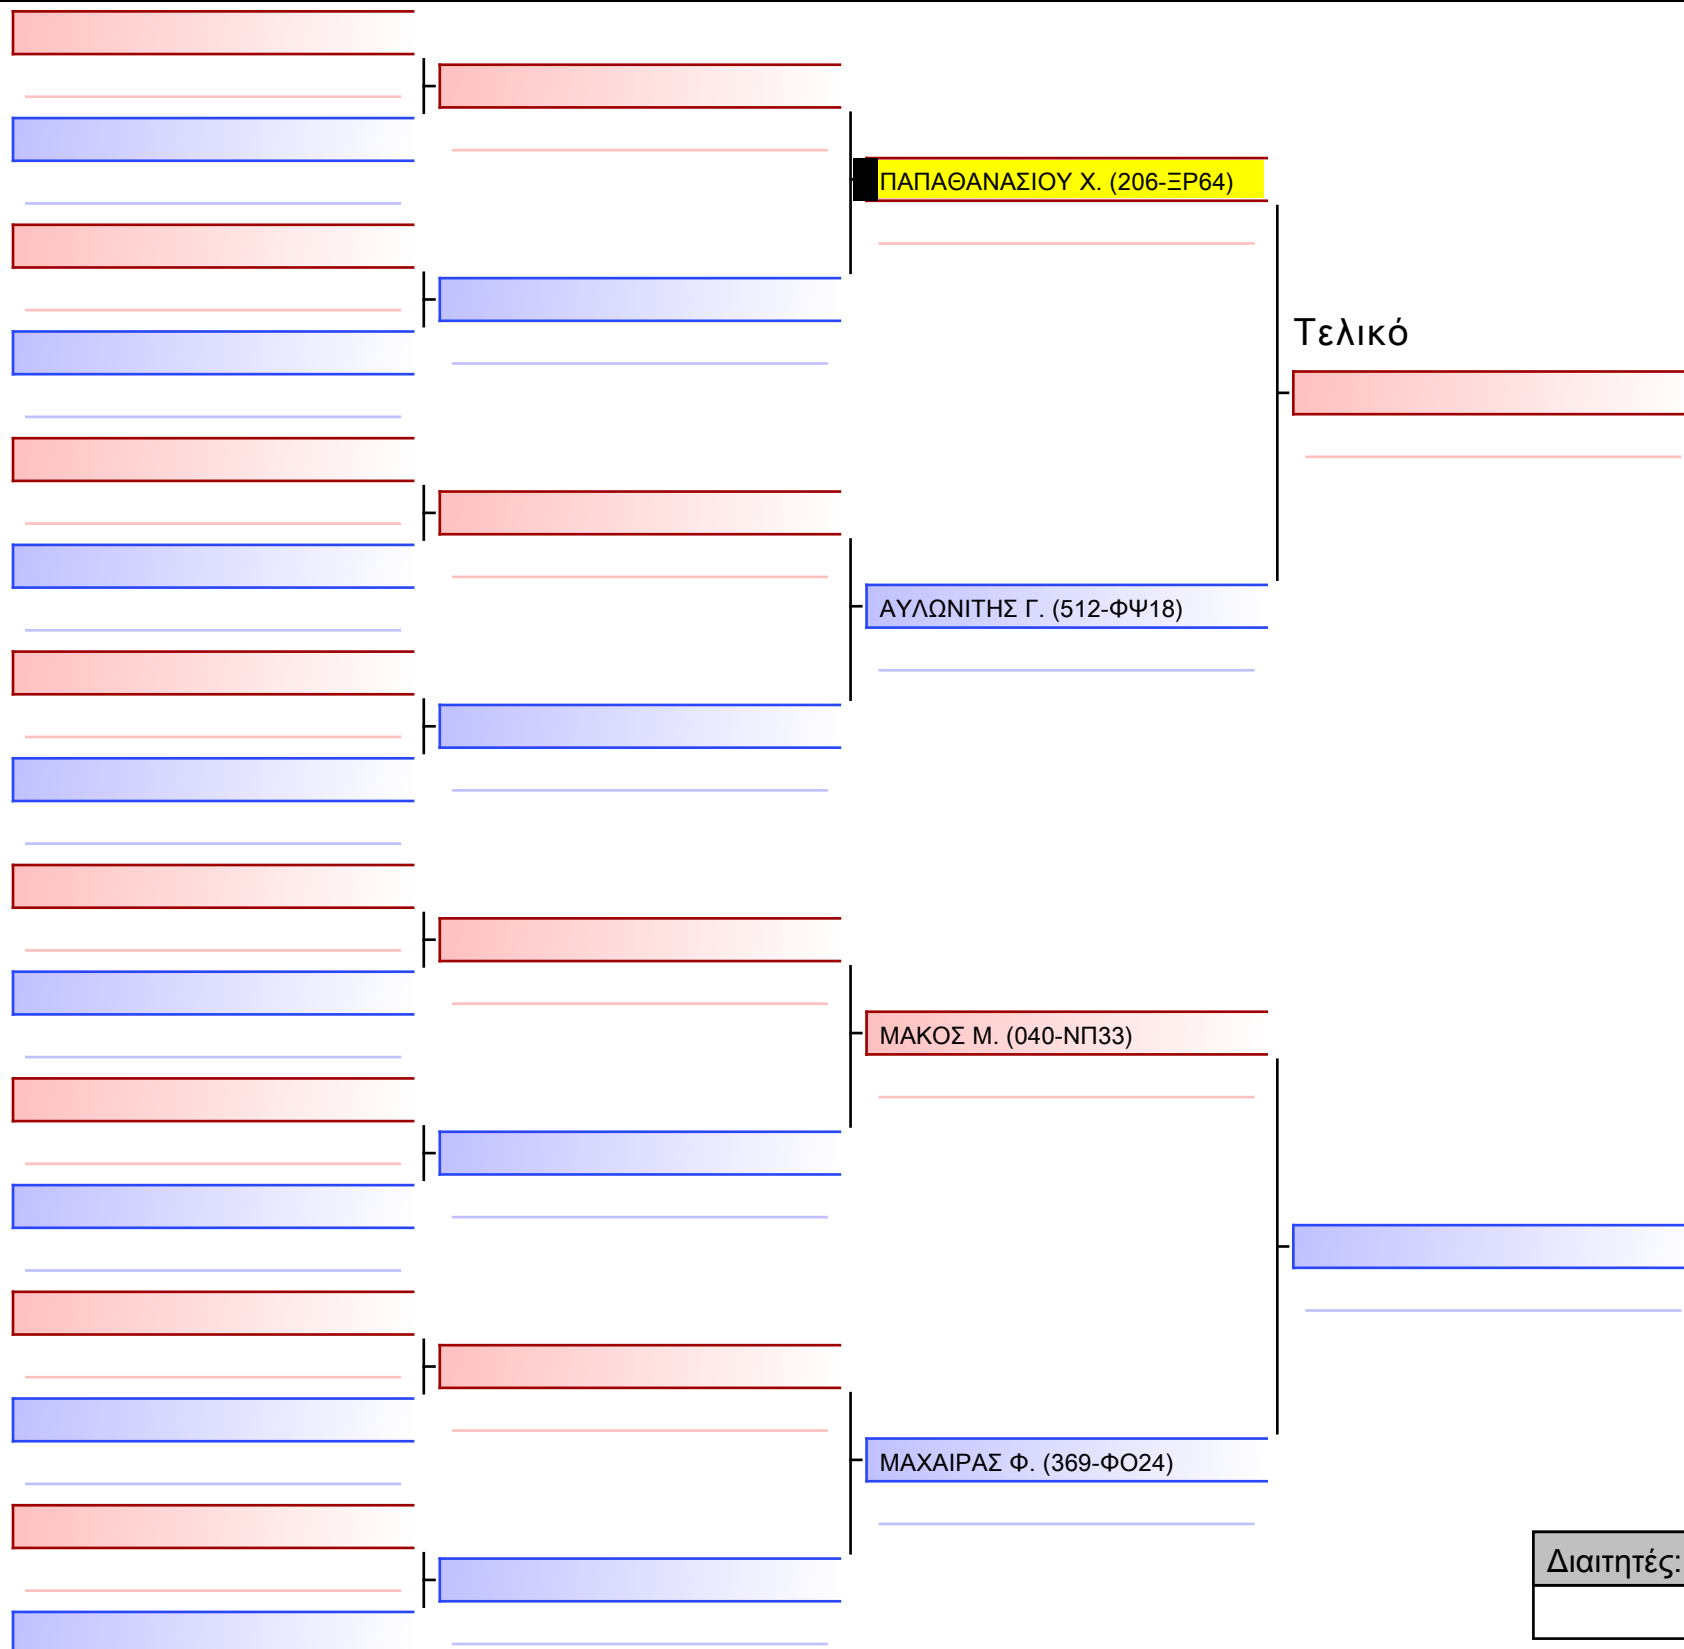 ΠΑΠΑΘΑΝΑΣΙΟΥ Χ. (206-ΞΡ64)
Τελικό
ΑΥΛΩΝΙΤΗΣ Γ. (512-ΦΨ18)
ΜΑΚΟΣ Μ. (040-ΝΠ33)
ΜΑΧΑΙΡΑΣ Φ. (369-ΦΟ24)
Διαιτητές: